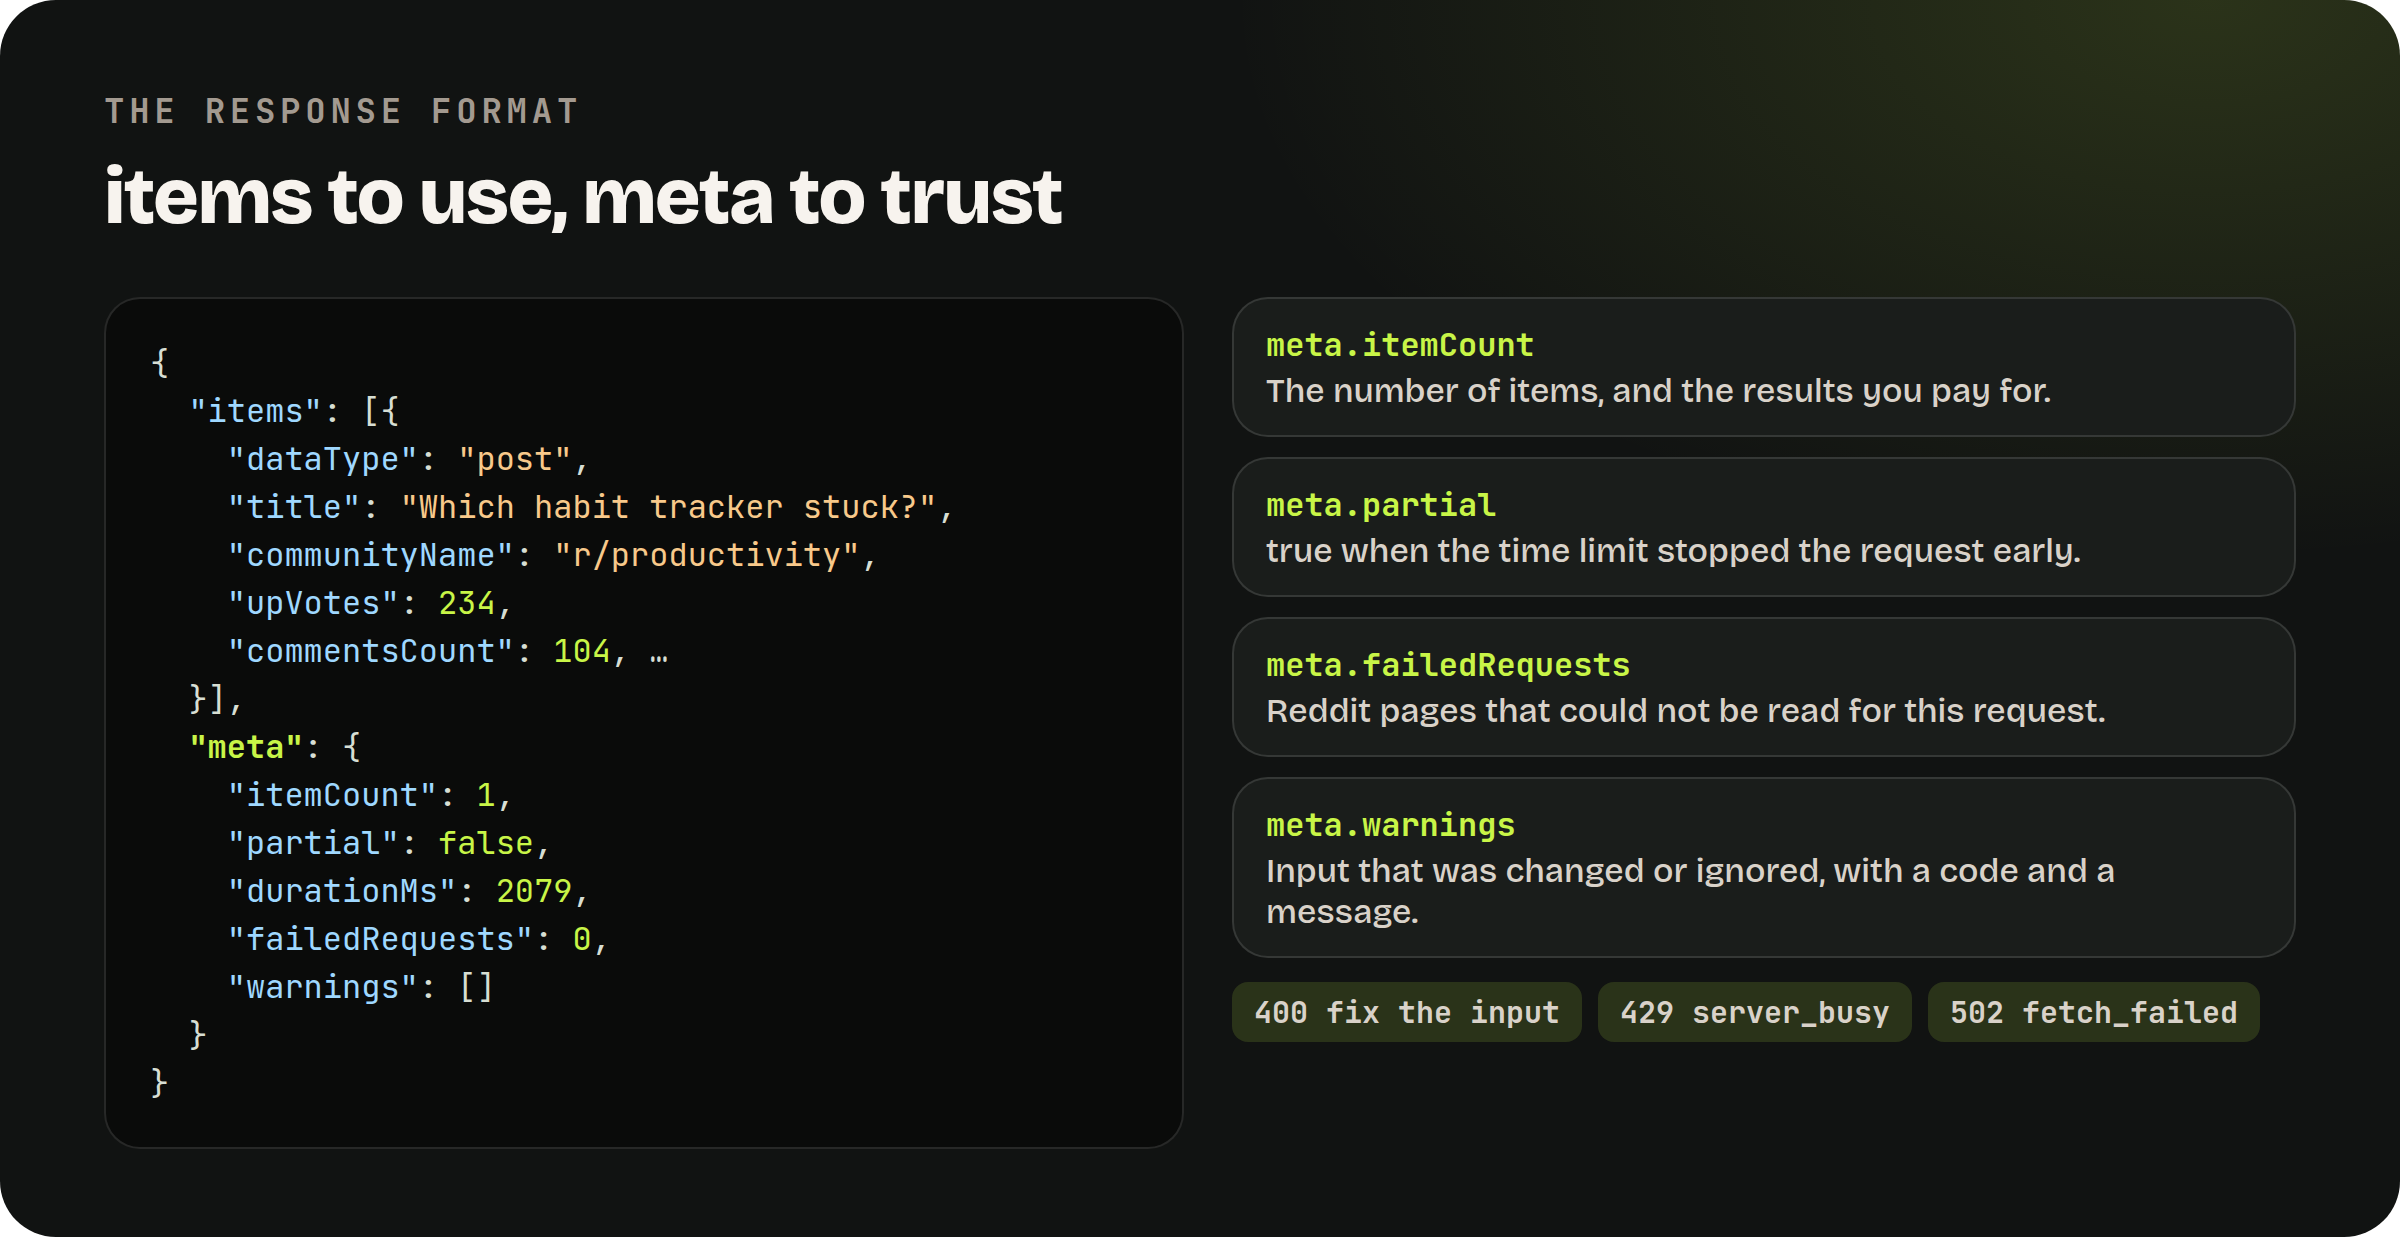 THE RESPONSE FORMAT
items to use, meta to trust
{
  "items": [{
    "dataType": "post",
    "title": "Which habit tracker stuck?",
    "communityName": "r/productivity",
    "upVotes": 234,
    "commentsCount": 104, …
  }],
  "meta": {
    "itemCount": 1,
    "partial": false,
    "durationMs": 2079,
    "failedRequests": 0,
    "warnings": []
  }
}
meta.itemCount
The number of items, and the results you pay for.
meta.partial
true when the time limit stopped the request early.
meta.failedRequests
Reddit pages that could not be read for this request.
meta.warnings
Input that was changed or ignored, with a code and a
message.
400 fix the input
429 server_busy
502 fetch_failed